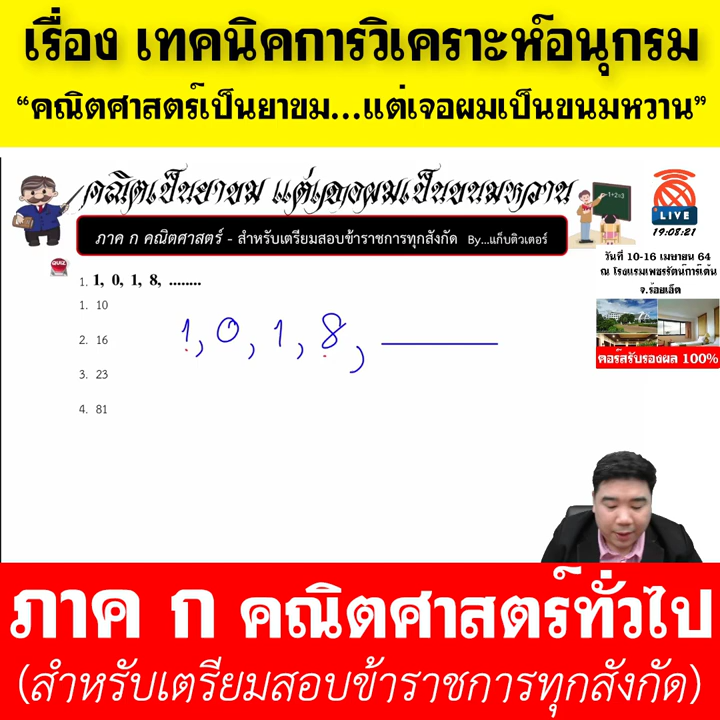 เรื่อง เทคนิคการวิเคราะห์อนุกรม
“คณิตศาสตร์เป็นยาขม...แต่เจอผมเป็นขนมหวาน”
คณิตเป็นยาขม แต่เจอผมเป็นขนมหวาน
1+2=3
LIVE
19:08:21
ภาค ก คณิตศาสตร์ - สำหรับเตรียมสอบข้าราชการทุกสังกัด By...แก็บติวเตอร์
วันที่ 10-16 เมษายน 64
ณ โรงแรมเพชรรัตน์การ์เด้น
จ.ร้อยเอ็ด
คอร์สรับรองผล 100%
QUIZ
1. 1, 0, 1, 8, ........
1. 10
2. 16
3. 23
4. 81
1, 0, 1, 8,
ภาค ก คณิตศาสตร์ทั่วไป
(สำหรับเตรียมสอบข้าราชการทุกสังกัด)